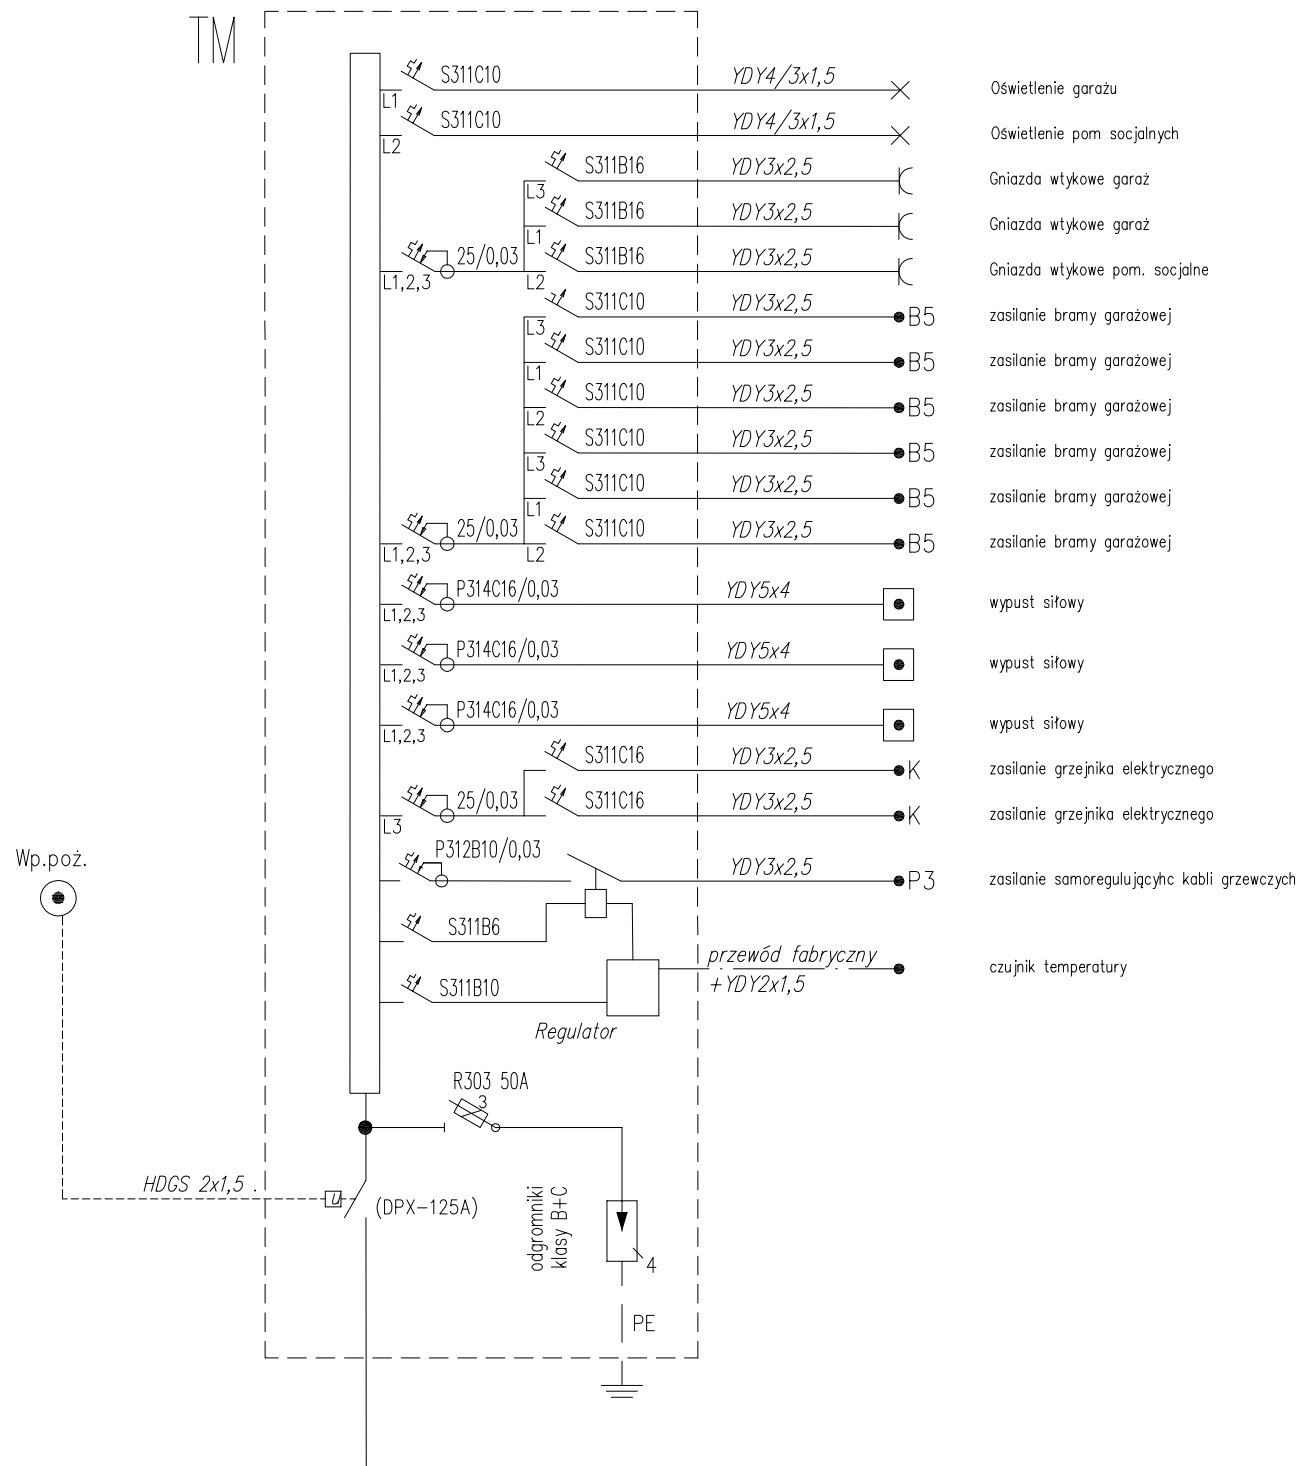 TM
S311C10 YDY4/3x1,5 Oświetlenie garażu
L1
S311C10 YDY4/3x1,5 Oświetlenie pom socjalnych
L2
S311B16 YDY3x2,5 Gniazda wtykowe garaż
L3
S311B16 YDY3x2,5 Gniazda wtykowe garaż
L1
25/0,03 S311B16 YDY3x2,5 Gniazda wtykowe pom. socjalne
L1,2,3 L2
S311C10 YDY3x2,5 B5 zasilanie bramy garażowej
L3
S311C10 YDY3x2,5 B5 zasilanie bramy garażowej
L1
S311C10 YDY3x2,5 B5 zasilanie bramy garażowej
L2
S311C10 YDY3x2,5 B5 zasilanie bramy garażowej
L3
S311C10 YDY3x2,5 B5 zasilanie bramy garażowej
L1
25/0,03 S311C10 YDY3x2,5 B5 zasilanie bramy garażowej
L1,2,3 L2
P314C16/0,03 YDY5x4 wypust siłowy
L1,2,3
P314C16/0,03 YDY5x4 wypust siłowy
L1,2,3
P314C16/0,03 YDY5x4 wypust siłowy
L1,2,3
S311C16 YDY3x2,5 K zasilanie grzejnika elektrycznego
25/0,03 S311C16 YDY3x2,5 K zasilanie grzejnika elektrycznego
L3
Wp.poż.
P312B10/0,03 YDY3x2,5 P3 zasilanie samoregulującyhc kabli grzewczych
S311B6
przewód fabryczny czujnik temperatury
+YDY2x1,5
S311B10
Regulator
R303 50A
3
HDGS 2x1,5 .
U
(DPX-125A)
odgromniki
klasy B+C
4
PE